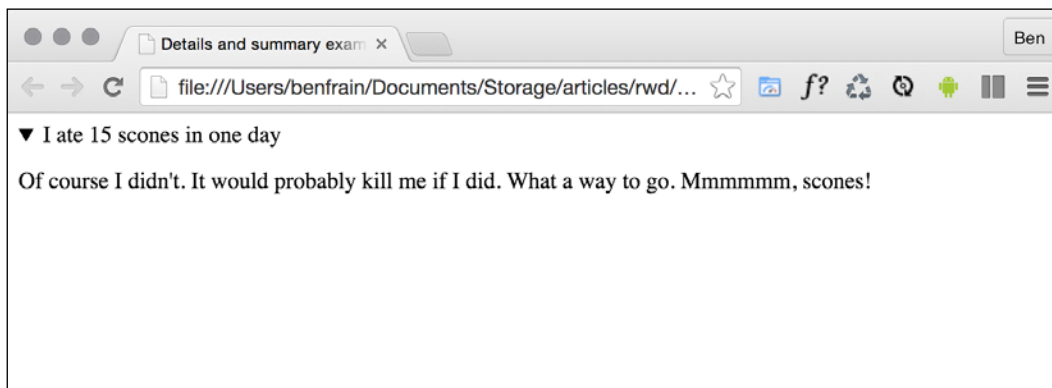 Details and summary exam
Ben
file:///Users/benfrain/Documents/Storage/articles/rwd/...
f?
▼ I ate 15 scones in one day
Of course I didn't. It would probably kill me if I did. What a way to go. Mmmmmm, scones!